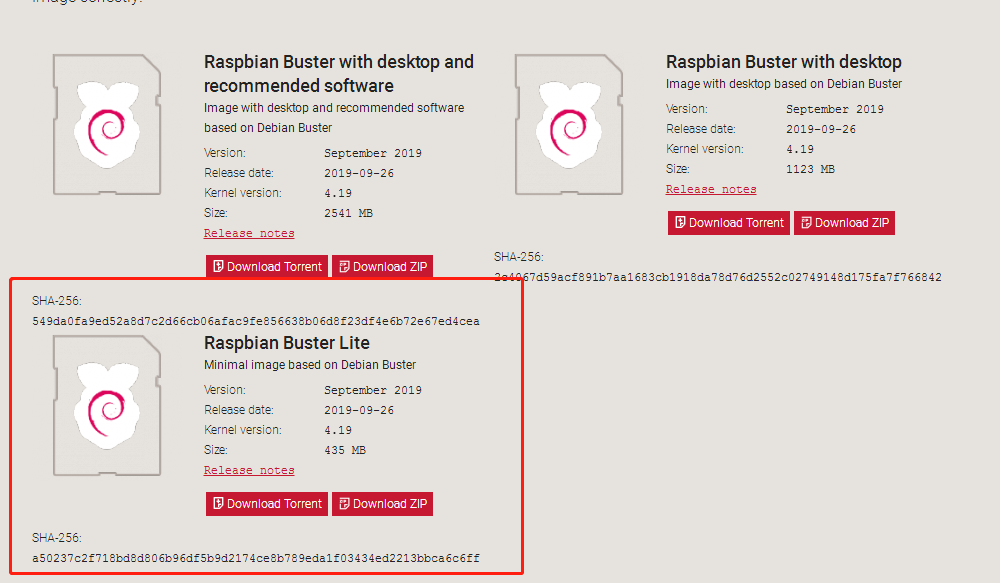 Raspbian Buster with desktop and
recommended software
Image with desktop and recommended software
based on Debian Buster
Version: September 2019
Release date: 2019-09-26
Kernel version: 4.19
Size: 2541 MB
Release notes
Download Torrent Download ZIP
SHA-256:
549da0fa9ed52a8d7c2d66cb06afac9fe856638b06d8f23df4e6b72e67ed4cea
Raspbian Buster with desktop
Image with desktop based on Debian Buster
Version: September 2019
Release date: 2019-09-26
Kernel version: 4.19
Size: 1123 MB
Release notes
Download Torrent Download ZIP
SHA-256:
Raspbian Buster Lite
Minimal image based on Debian Buster
Version: September 2019
Release date: 2019-09-26
Kernel version: 4.19
Size: 435 MB
Release notes
Download Torrent Download ZIP
SHA-256:
a50237c2f718bd8d806b96df5b9d2174ce8b789eda1f03434ed2213bbca6c6ff